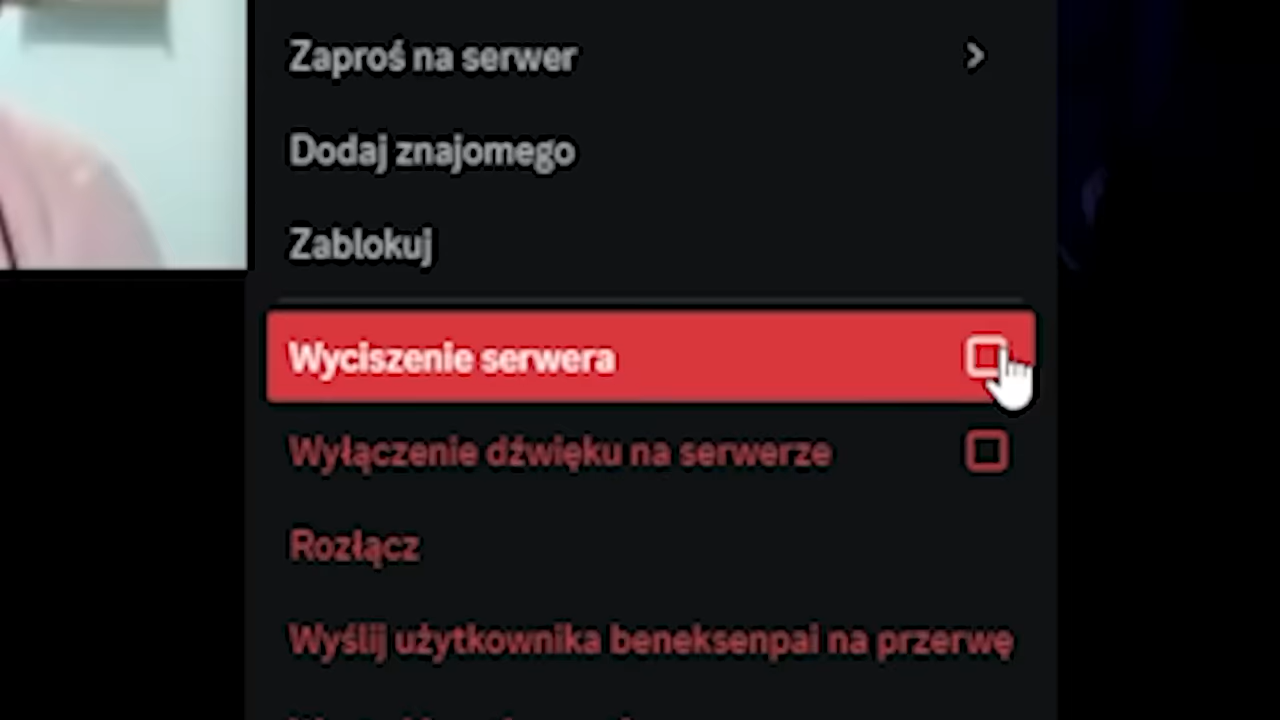 Zaproś na serwer
Dodaj znajomego
Zablokuj
Wyciszenie serwera
Wyłączenie dźwięku na serwerze
Rozłącz
Wyślij użytkownika beneksenpai na przerwę